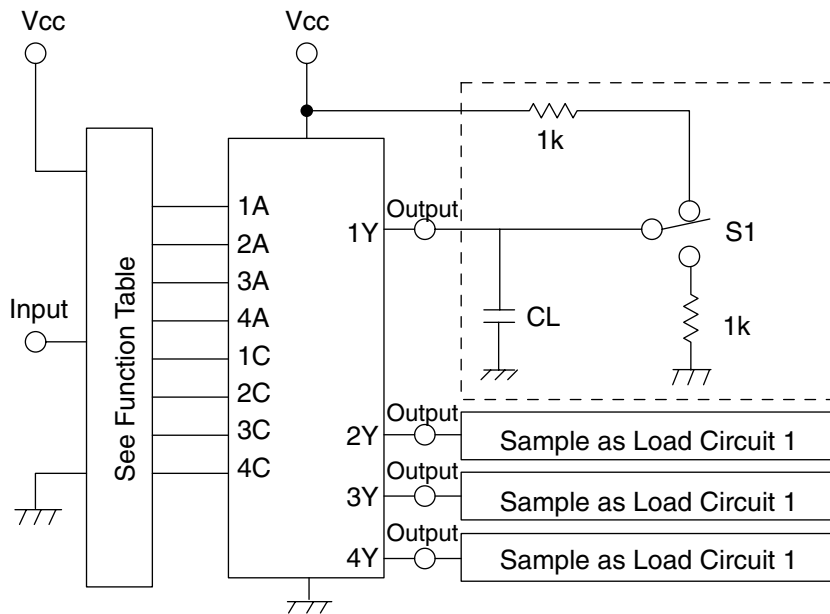 Vcc
Vcc
1k
Output
1A
1Y
S1
2A
3A
See Function Table
Input
4A
CL
1k
1C
2C
Output
3C
2Y
Sample as Load Circuit 1
4C
Output
3Y
Sample as Load Circuit 1
Output
4Y
Sample as Load Circuit 1